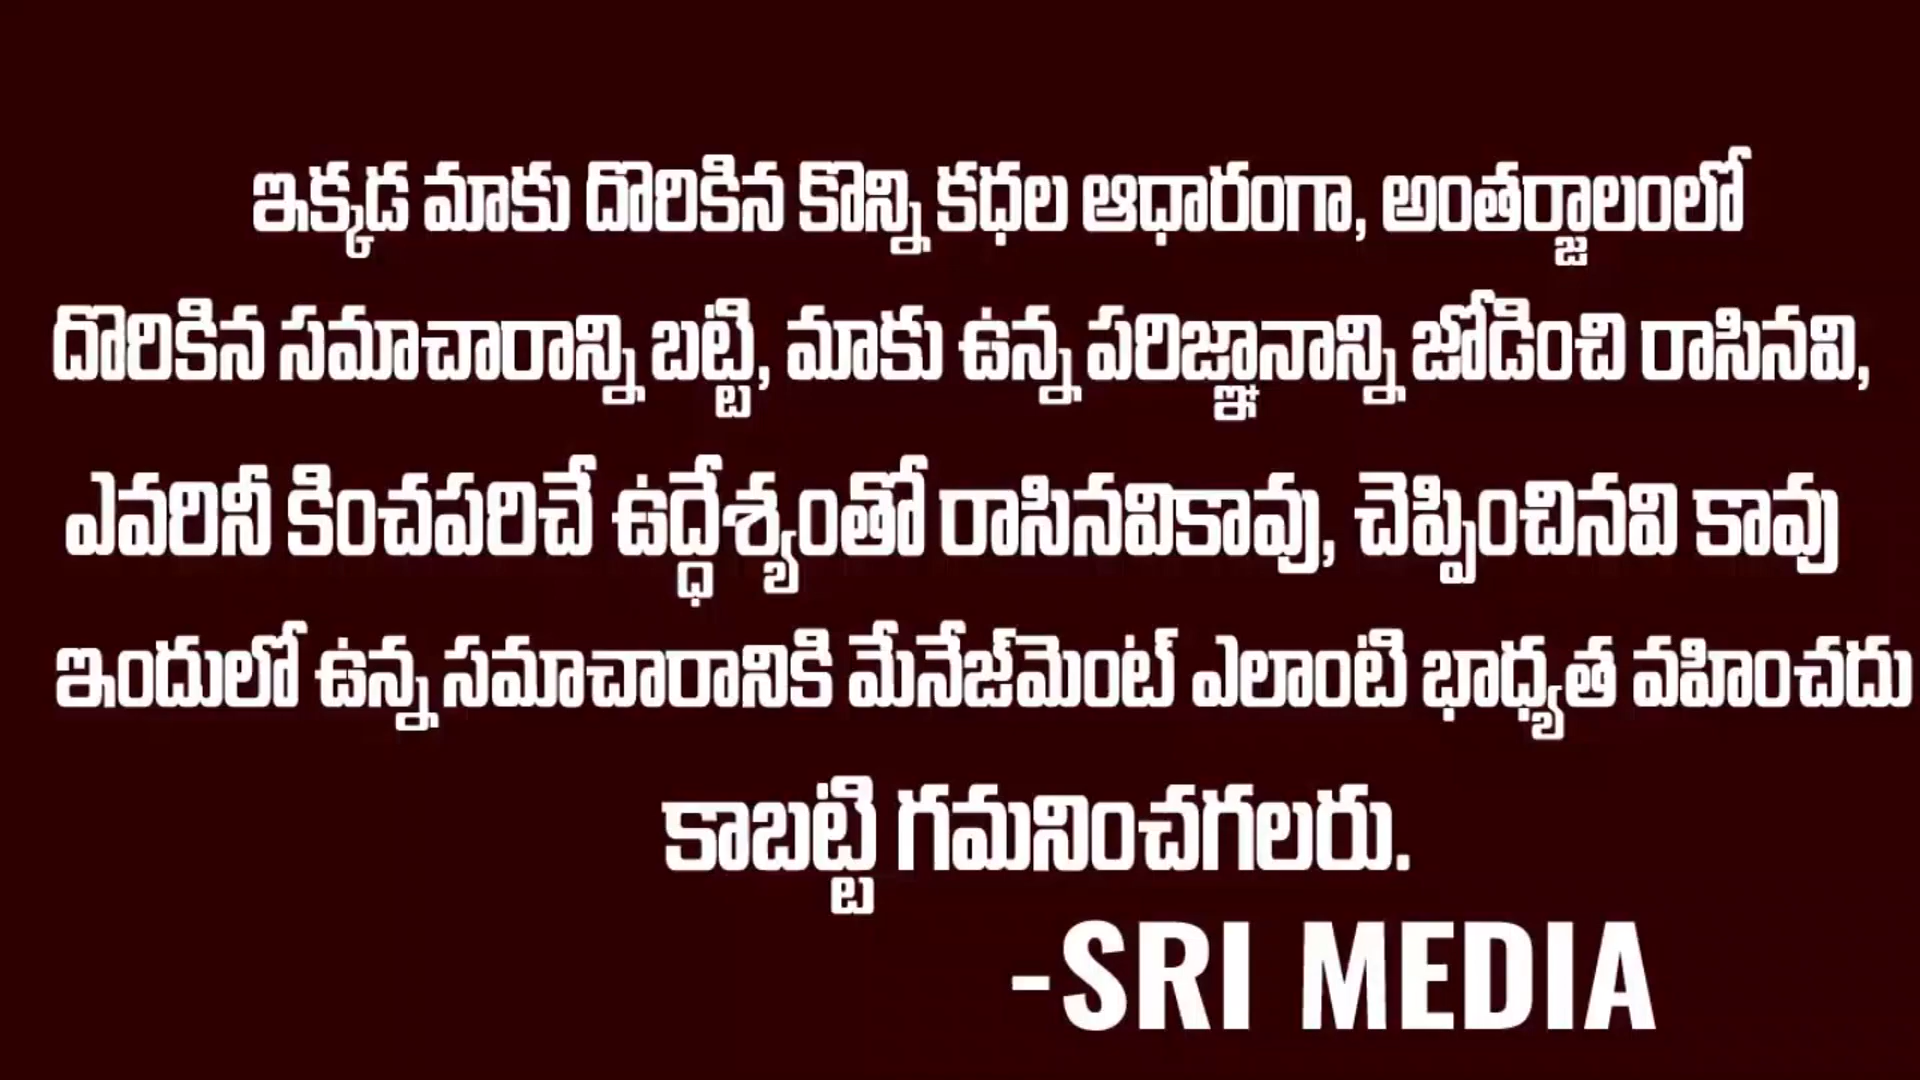 ఇక్కడ మాకు దొరికిన కొన్ని కధల ఆధారంగా, అంతర్జాలంలో
దొరికిన సమాచారాన్ని బట్టి, మాకు ఉన్న పరిజ్ఞానాన్ని జోడించి రాసినవి,
ఎవరినీ కించపరిచే ఉద్ధేశ్యంతో రాసినవికావు, చెప్పించినవి కావు
ఇందులో ఉన్న సమాచారానికి మేనేజ్‌మెంట్ ఎలాంటి భాధ్యత వహించదు
కాబట్టి గమనించగలరు.
-SRI MEDIA